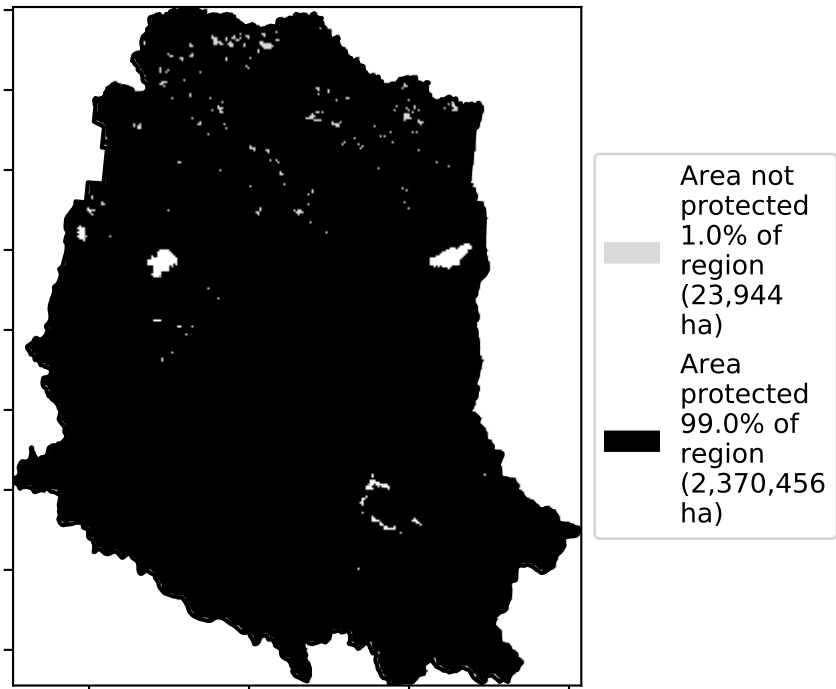 Area not
protected
1.0% of
region
(23,944
ha)
Area
protected
99.0% of
region
(2,370,456
ha)